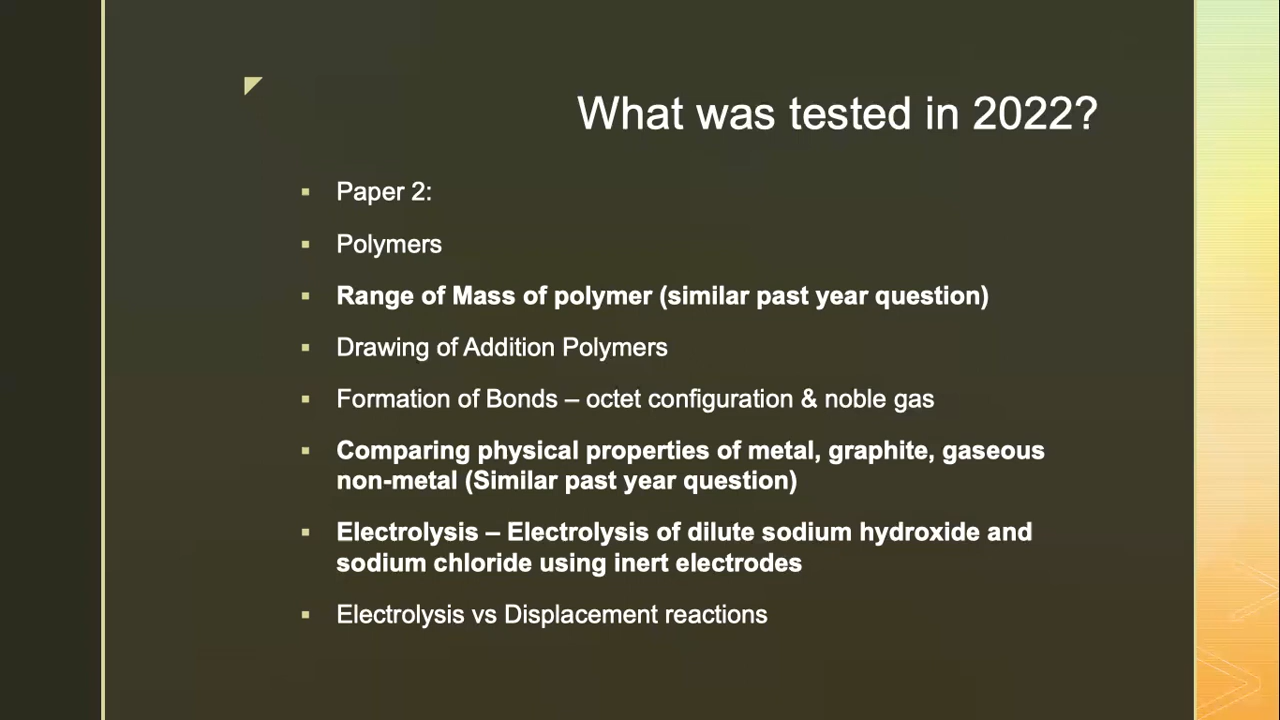 What was tested in 2022?
▪ Paper 2:
▪ Polymers
▪ Range of Mass of polymer (similar past year question)
▪ Drawing of Addition Polymers
▪ Formation of Bonds – octet configuration & noble gas
▪ Comparing physical properties of metal, graphite, gaseous
non-metal (Similar past year question)
▪ Electrolysis – Electrolysis of dilute sodium hydroxide and
sodium chloride using inert electrodes
▪ Electrolysis vs Displacement reactions